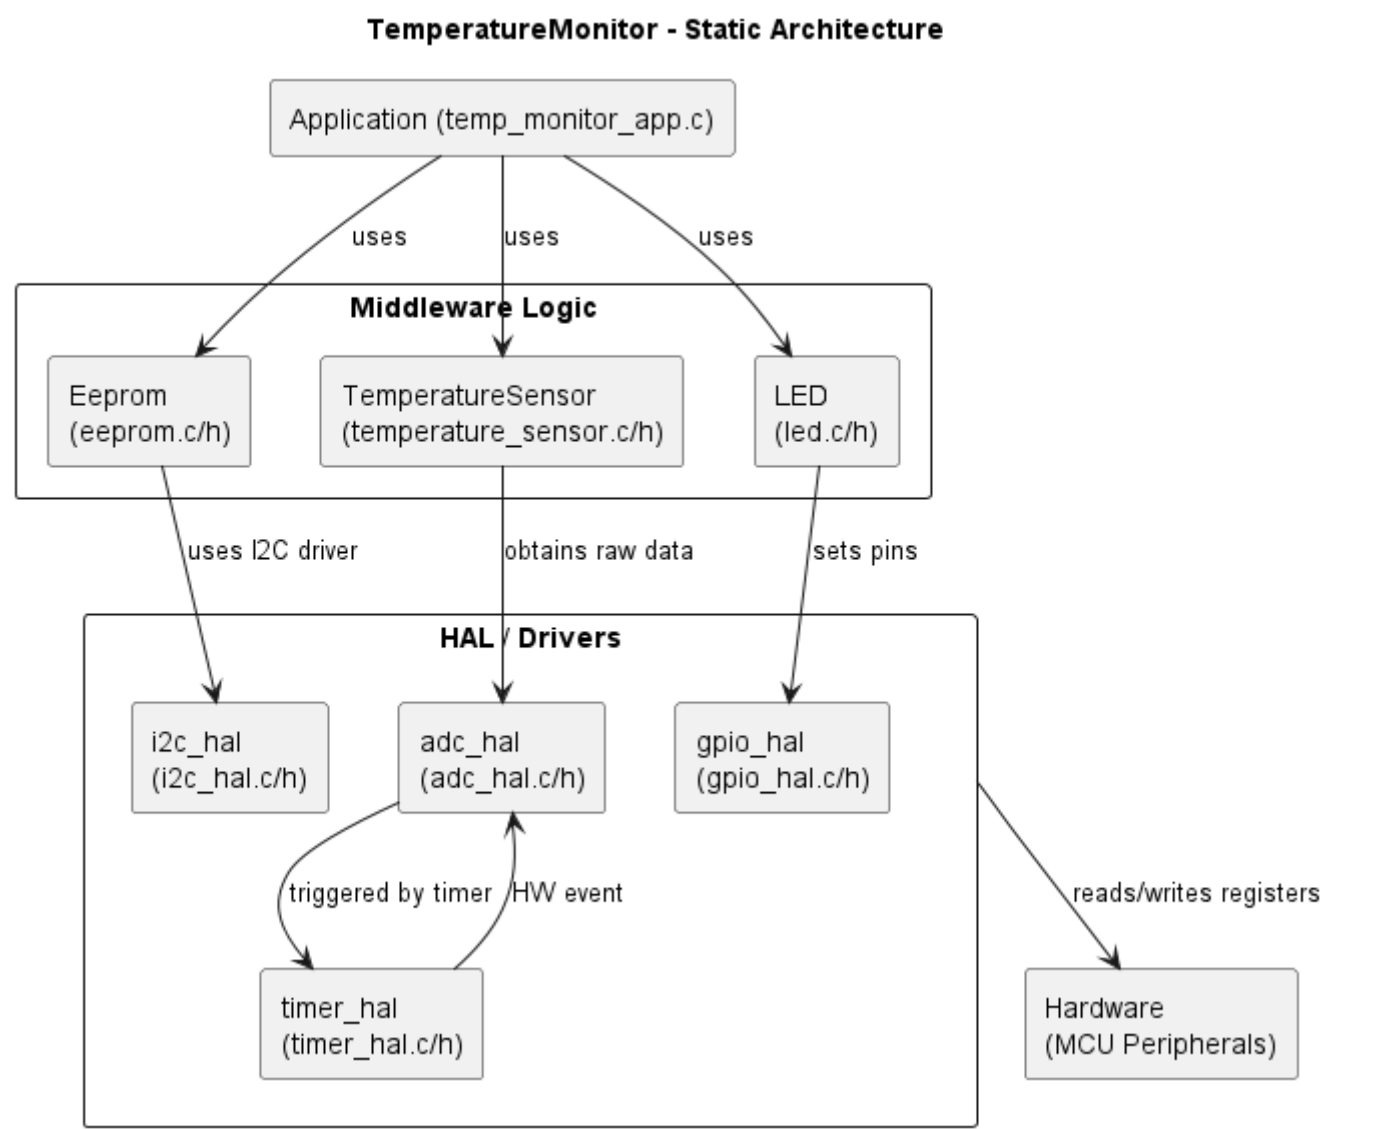 TemperatureMonitor - Static Architecture
Application (temp_monitor_app.c)
uses
uses
uses
Middleware Logic
Eeprom
(eeprom.c/h)
TemperatureSensor
(temperature_sensor.c/h)
LED
(led.c/h)
uses I2C driver
obtains raw data
sets pins
HAL / Drivers
i2c_hal
(i2c_hal.c/h)
adc_hal
(adc_hal.c/h)
gpio_hal
(gpio_hal.c/h)
triggered by timer
HW event
reads/writes registers
timer_hal
(timer_hal.c/h)
Hardware
(MCU Peripherals)